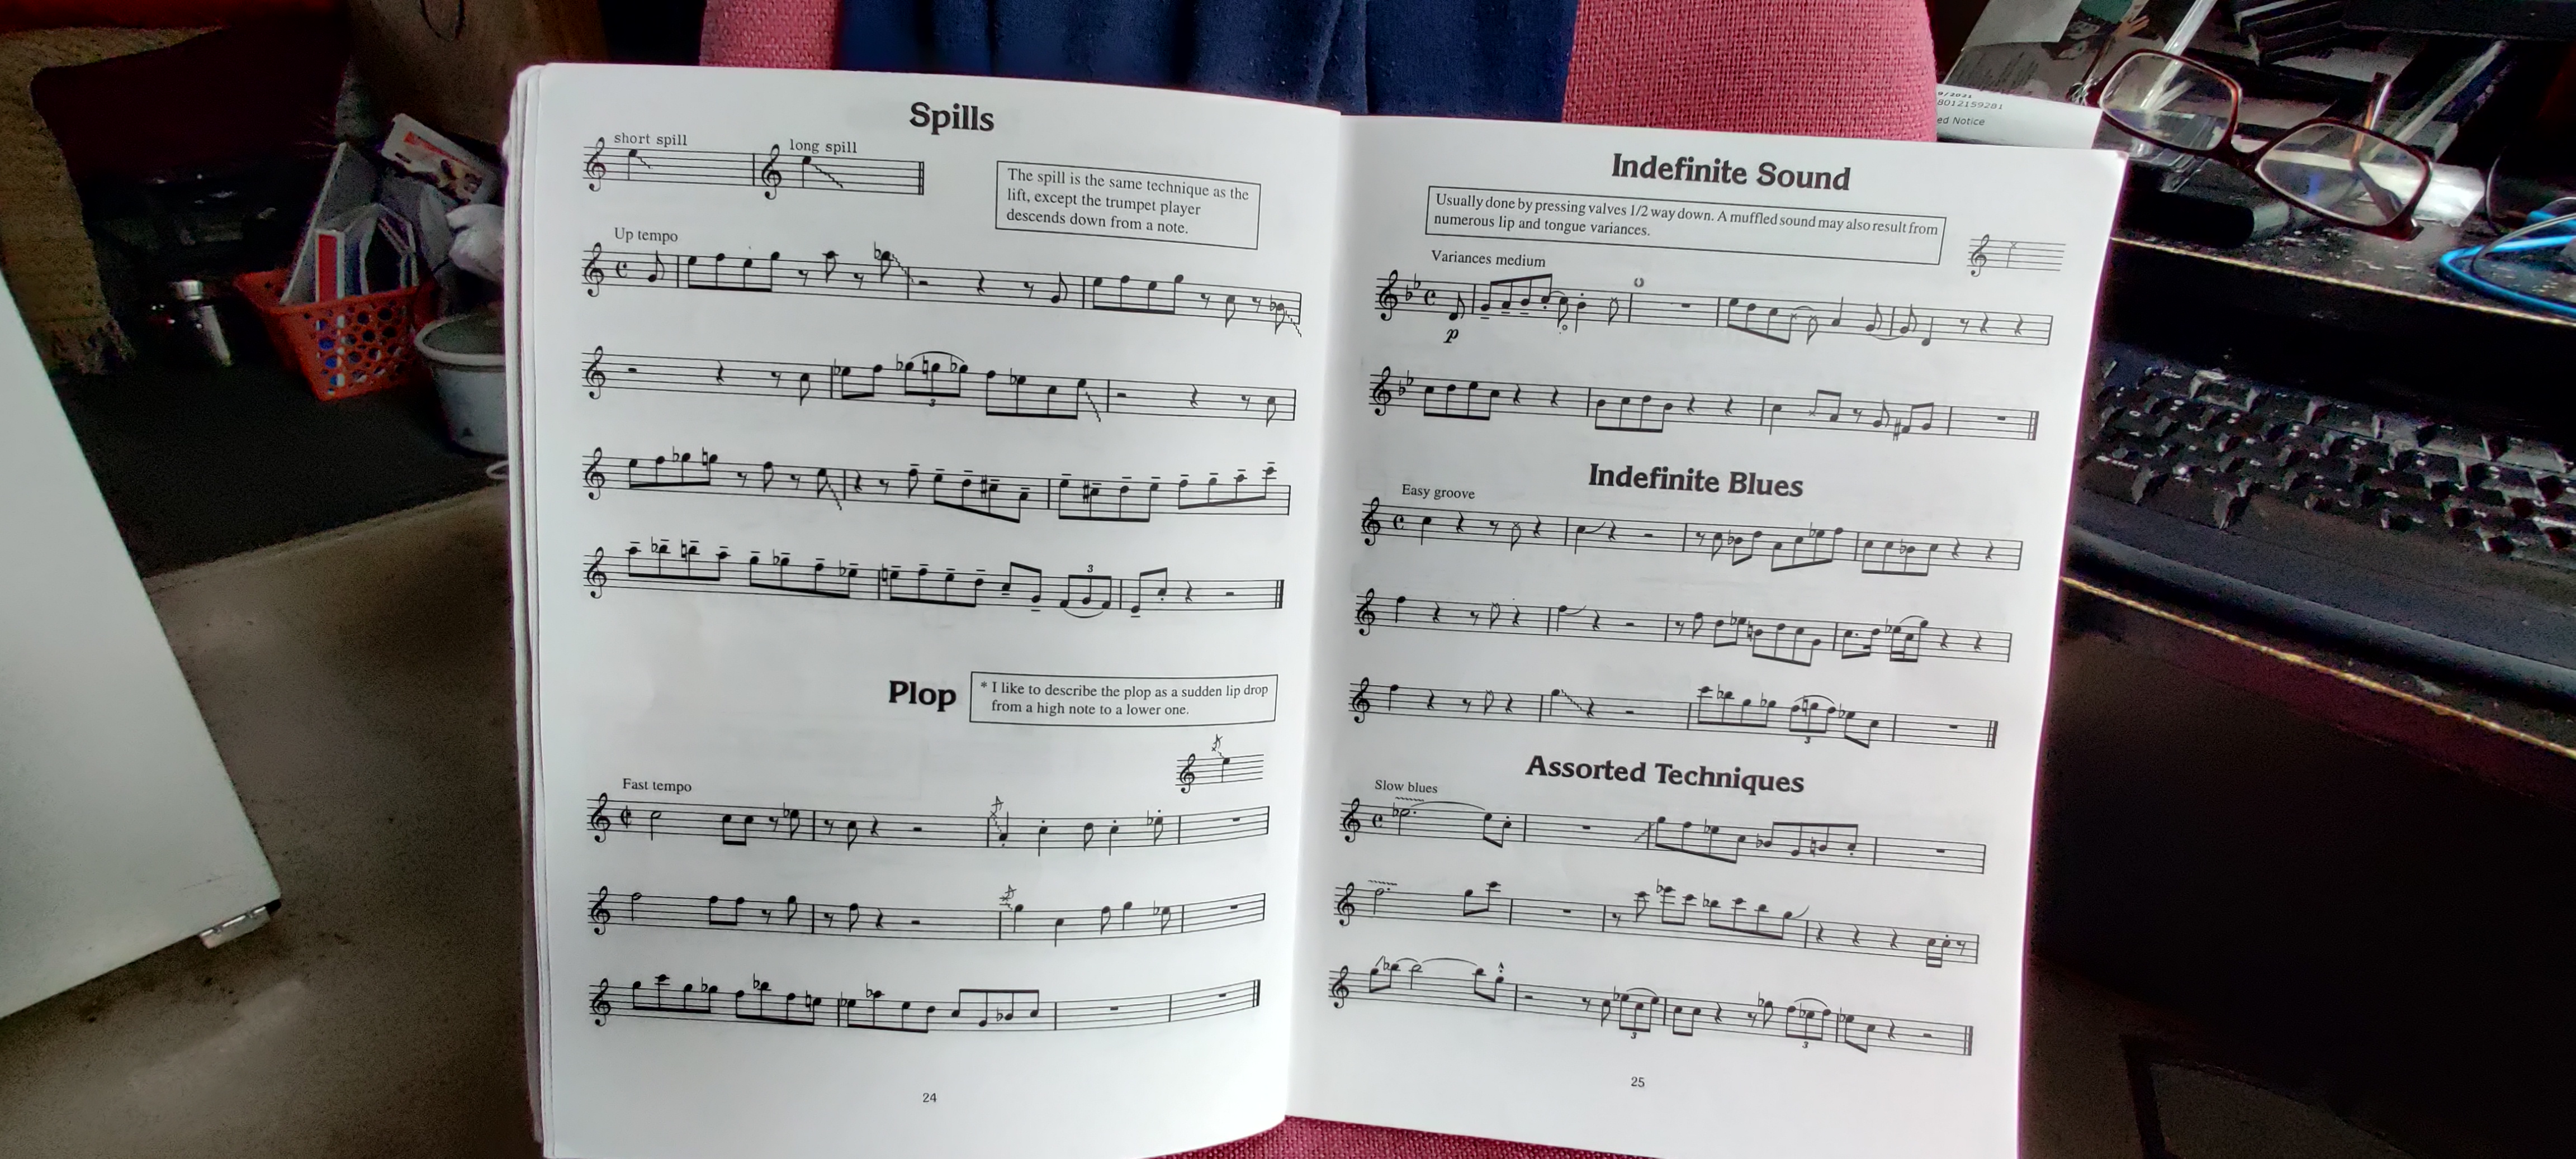 Spills
short spill
long spill
The spill is the same technique as the
lift, except the trumpet player
descends down from a note.
Up tempo
3
3
Plop
* I like to describe the plop as a sudden lip drop
from a high note to a lower one.
Fast tempo
24
Indefinite Sound
Usually done by pressing valves 1/2 way down. A muffled sound may also result from
numerous lip and tongue variances.
Variances medium
p
Indefinite Blues
Easy groove
3
Assorted Techniques
Slow blues
3
3
25
8012159281
ed Notice